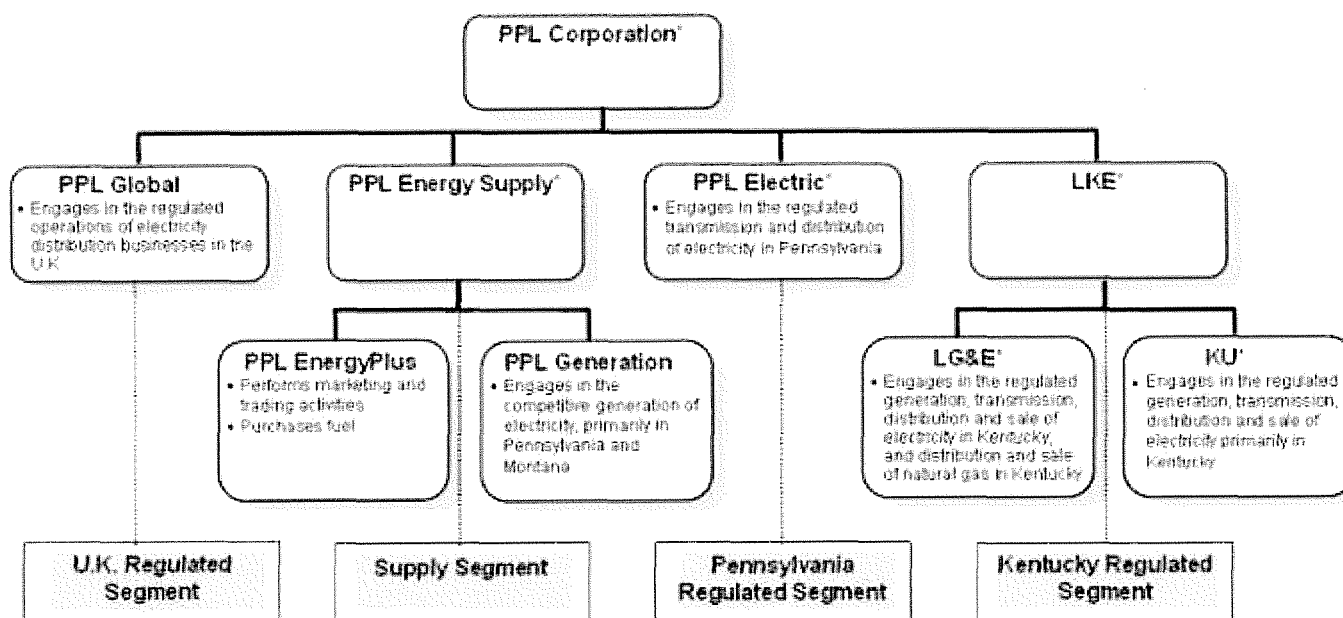 PPL Corporation*
PPL Global
• Engages in the regulated
operations of electricity
distribution businesses in the
U.K.
PPL Energy Supply*
PPL Electric*
• Engages in the regulated
transmission and distribution
of electricity in Pennsylvania
LKE*
PPL EnergyPlus
• Performs marketing and
trading activities
• Purchases fuel
PPL Generation
• Engages in the
competitive generation of
electricity, primarily in
Pennsylvania and
Montana
LG&E*
• Engages in the regulated
generation, transmission,
distribution and sale of
electricity in Kentucky,
and distribution and sale
of natural gas in Kentucky
KU*
• Engages in the regulated
generation, transmission,
distribution and sale of
electricity primarily in
Kentucky
U.K. Regulated
Segment
Supply Segment
Pennsylvania
Regulated Segment
Kentucky Regulated
Segment